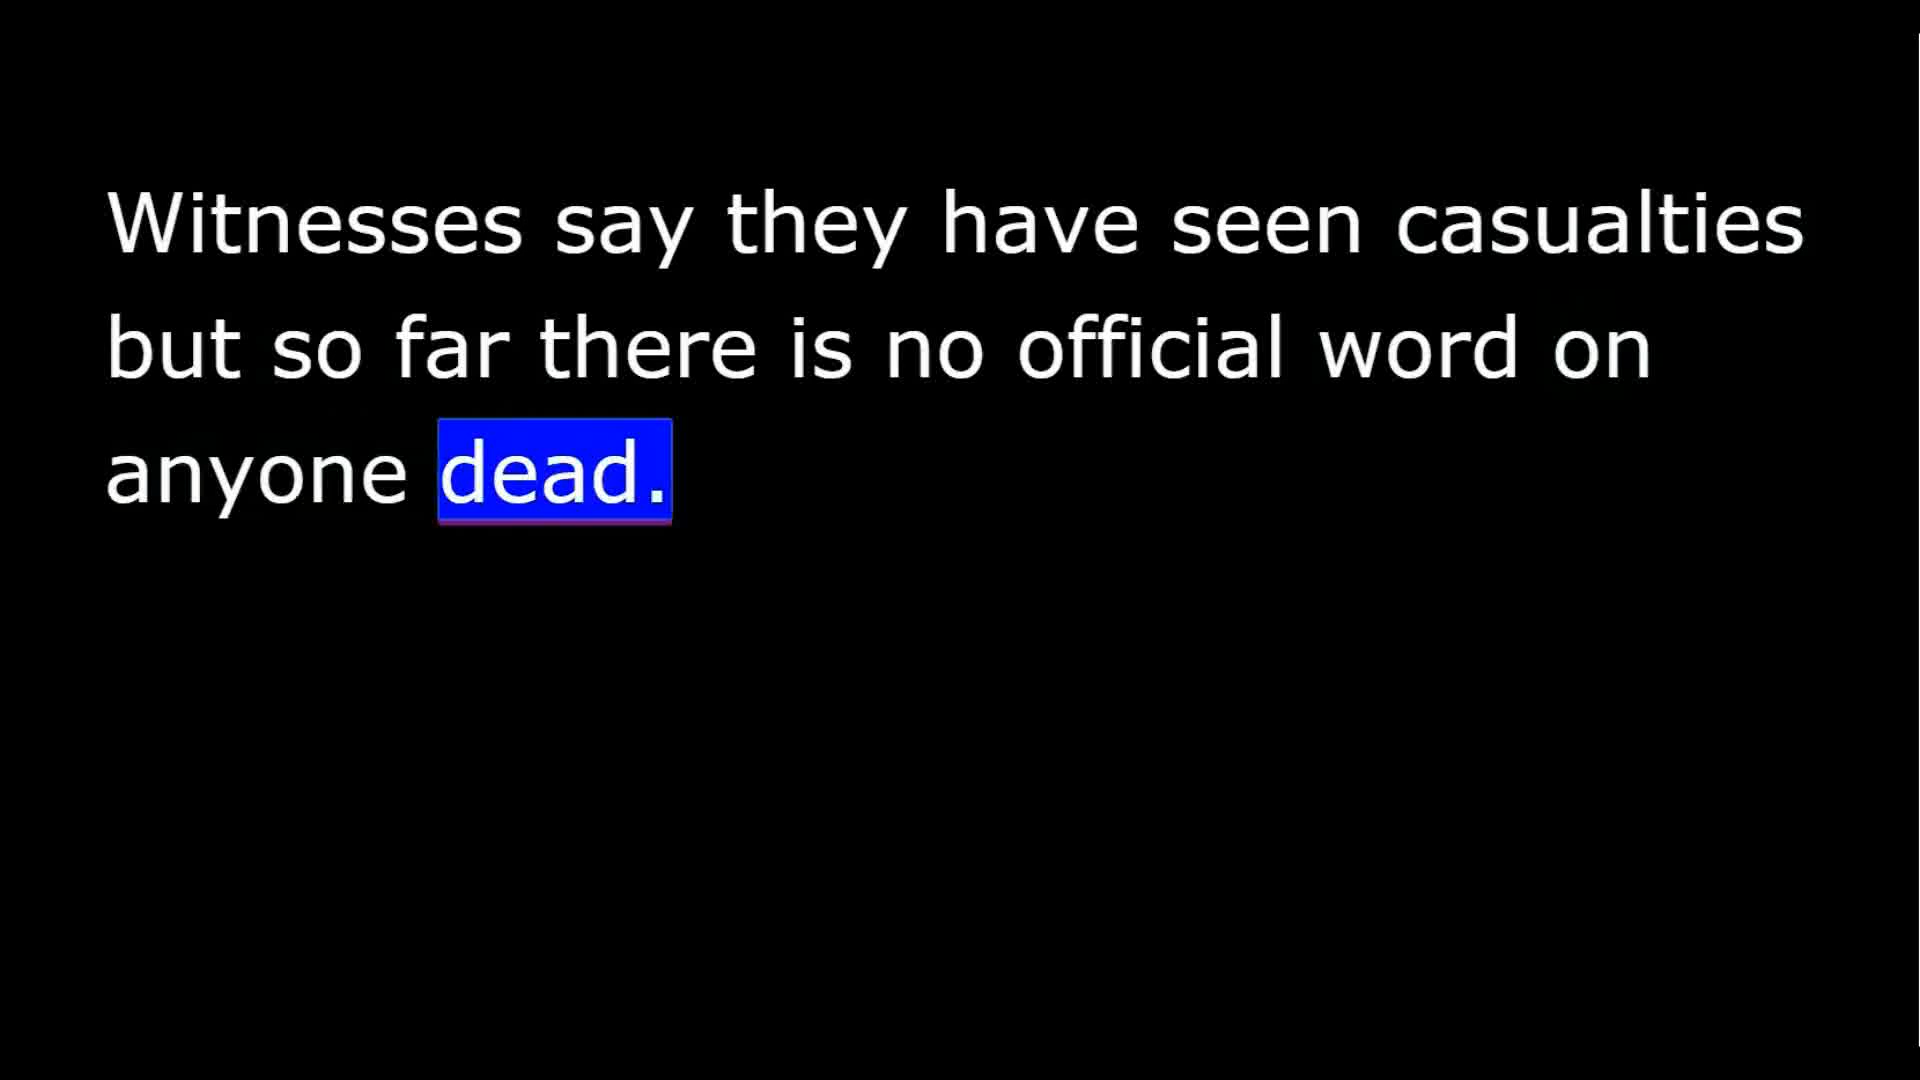 Witnesses say they have seen casualties
but so far there is no official word on
anyone dead.